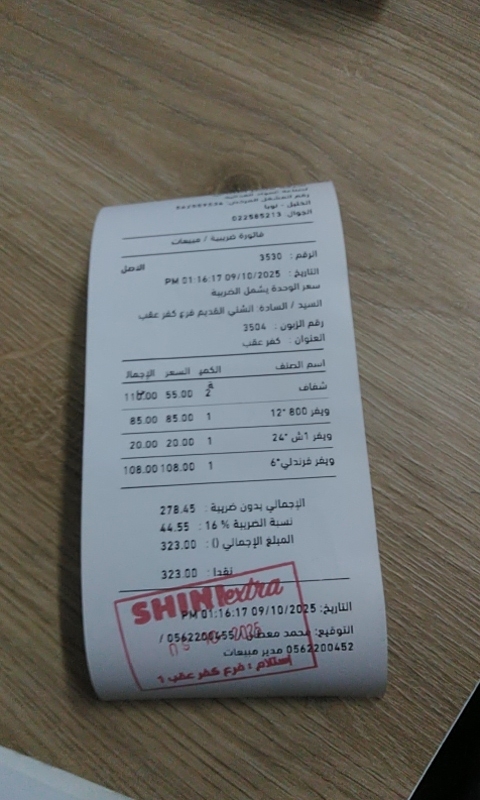 الخليل - لوبا
الجوال: 022585213
فاتورة ضريبية / مبيعات
الرقم: 3530
الاصل
التاريخ: 09/10/2025 01:16:17 PM
سعر الوحدة يشمل الضريبة
السيد / السادة: الشني القديم فرع كفر عقب
رقم الزبون: 3504
العنوان: كفر عقب
اسم الصنف الكمية السعر الإجمالي
شفاف 2 55.00 110.00
ويفر 800 *12 1 85.00 85.00
ويفر 1ش *24 1 20.00 20.00
ويفر فرندلي*6 1 108.00 108.00
الإجمالي بدون ضريبة: 278.45
نسبة الضريبة % 16: 44.55
المبلغ الإجمالي (): 323.00
نقدا: 323.00
SHINI extra
التاريخ: 09/10/2025 01:16:17 PM
التوقيع: محمد معطان 0562200455 /
0562200452 مدير مبيعات
إستلام: فرع كفر عقب 1